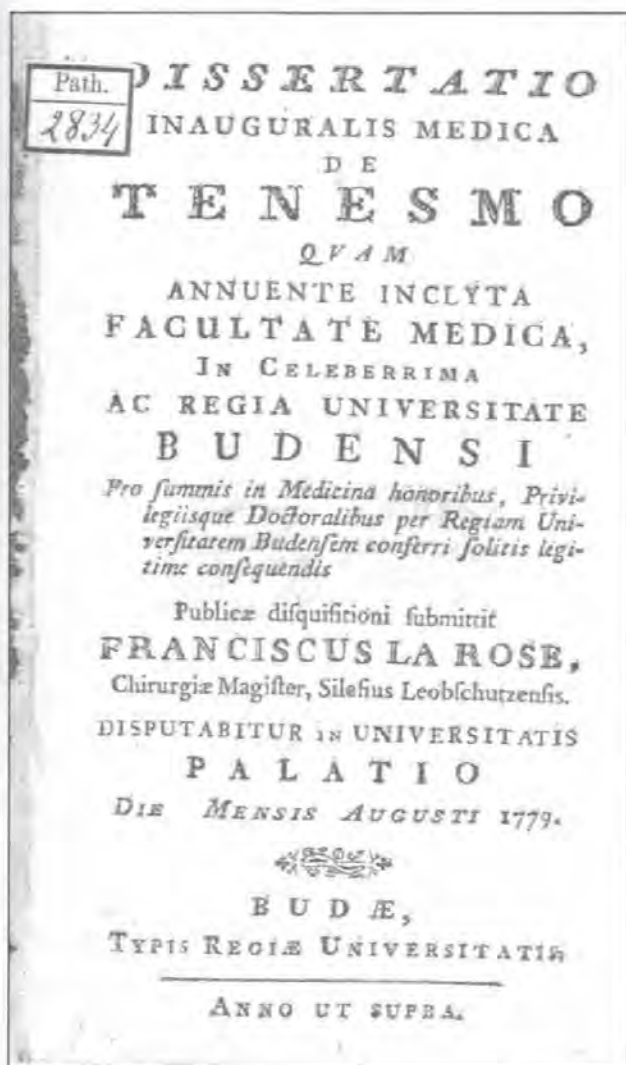 Path.
2834
DISSERTATIO
INAUGURALIS MEDICA
DE
TENESMO
QVAM
ANNUENTE INCLYTA
FACULTATE MEDICA,
IN CELEBERRIMA
AC REGIA UNIVERSITATE
BUDENSI
Pro ſummis in Medicina honoribus, Privi-
legiisque Doctoralibus per Regiam Uni-
verſitatem Budenſem conferri ſolitis legi-
time conſequendis
Publicæ diſquiſitioni ſubmittit
FRANCISCUS LA ROSE,
Chirurgiæ Magiſter, Sileſius Leobſchutzenſis.
DISPUTABITUR IN UNIVERSITATIS
PALATIO
DIE MENSIS AUGUSTI 1779.
BUDÆ,
TYPIS REGIÆ UNIVERSITATIS
ANNO UT SUPRA.